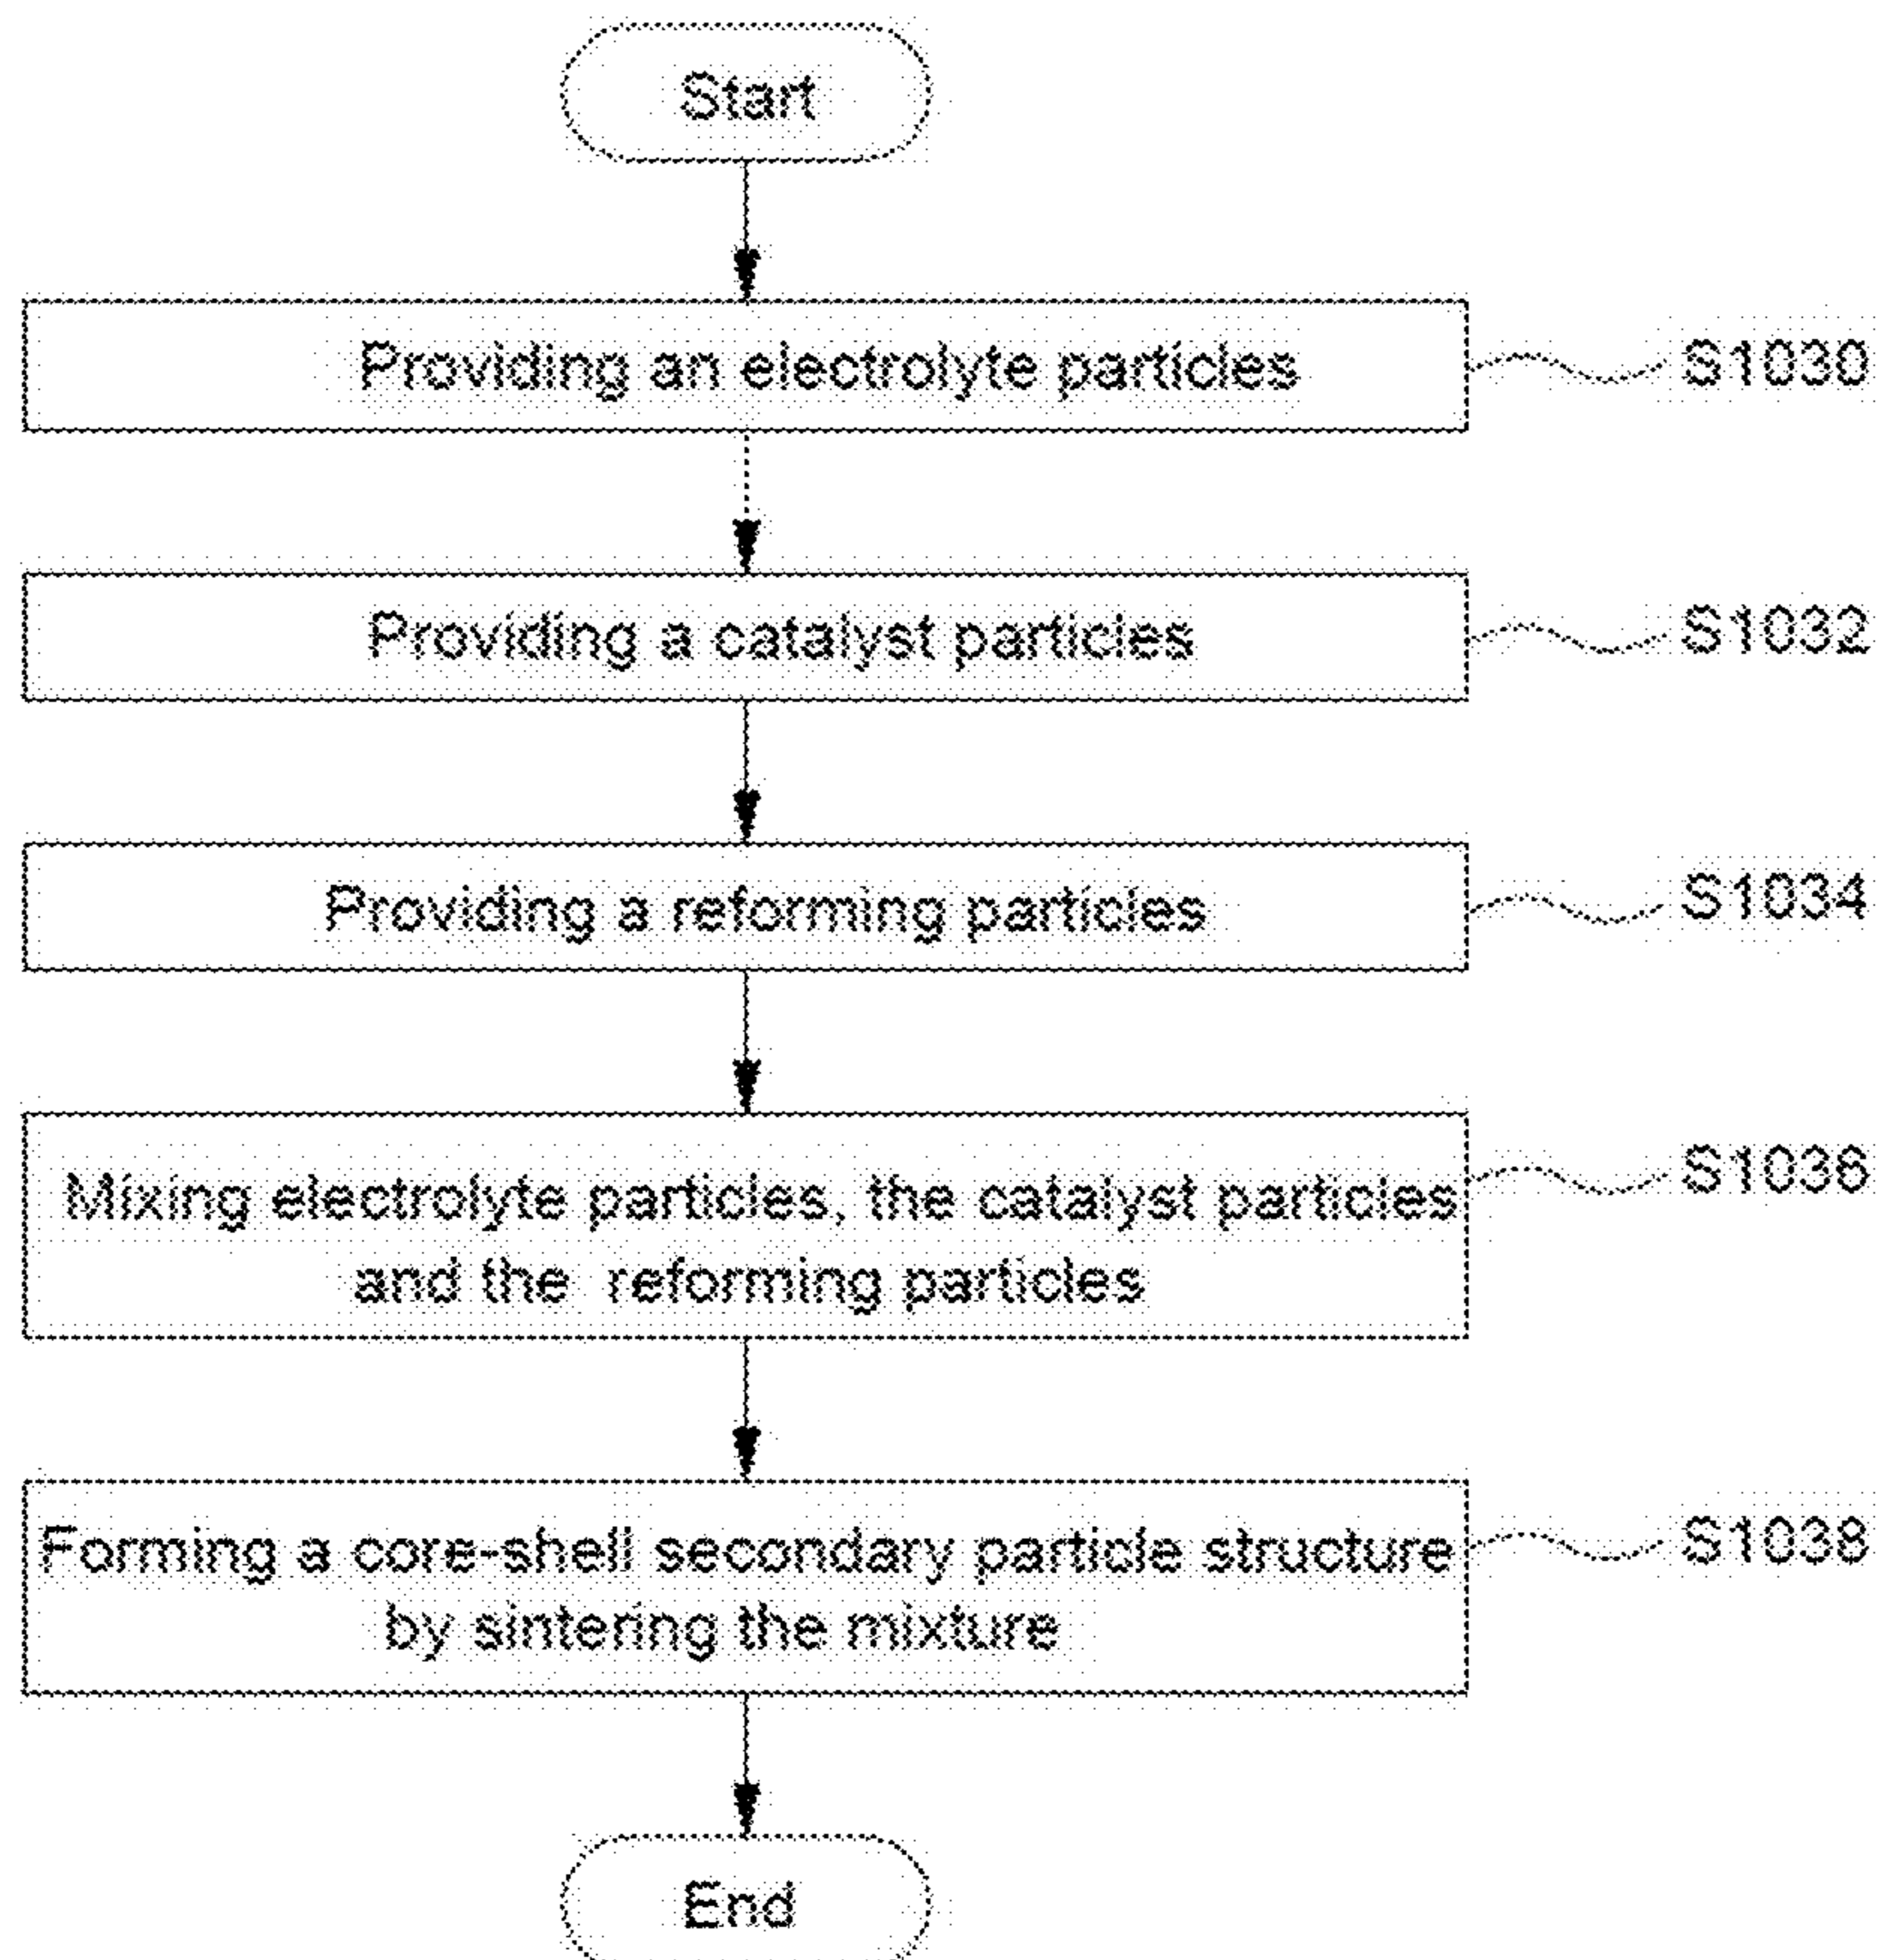 Start
Providing an electrolyte particles
S1030
Providing a catalyst particles
S1032
Providing a reforming particles
S1034
Mixing electrolyte particles, the catalyst particles
and the reforming particles
S1036
Forming a core-shell secondary particle structure
by sintering the mixture
S1038
End